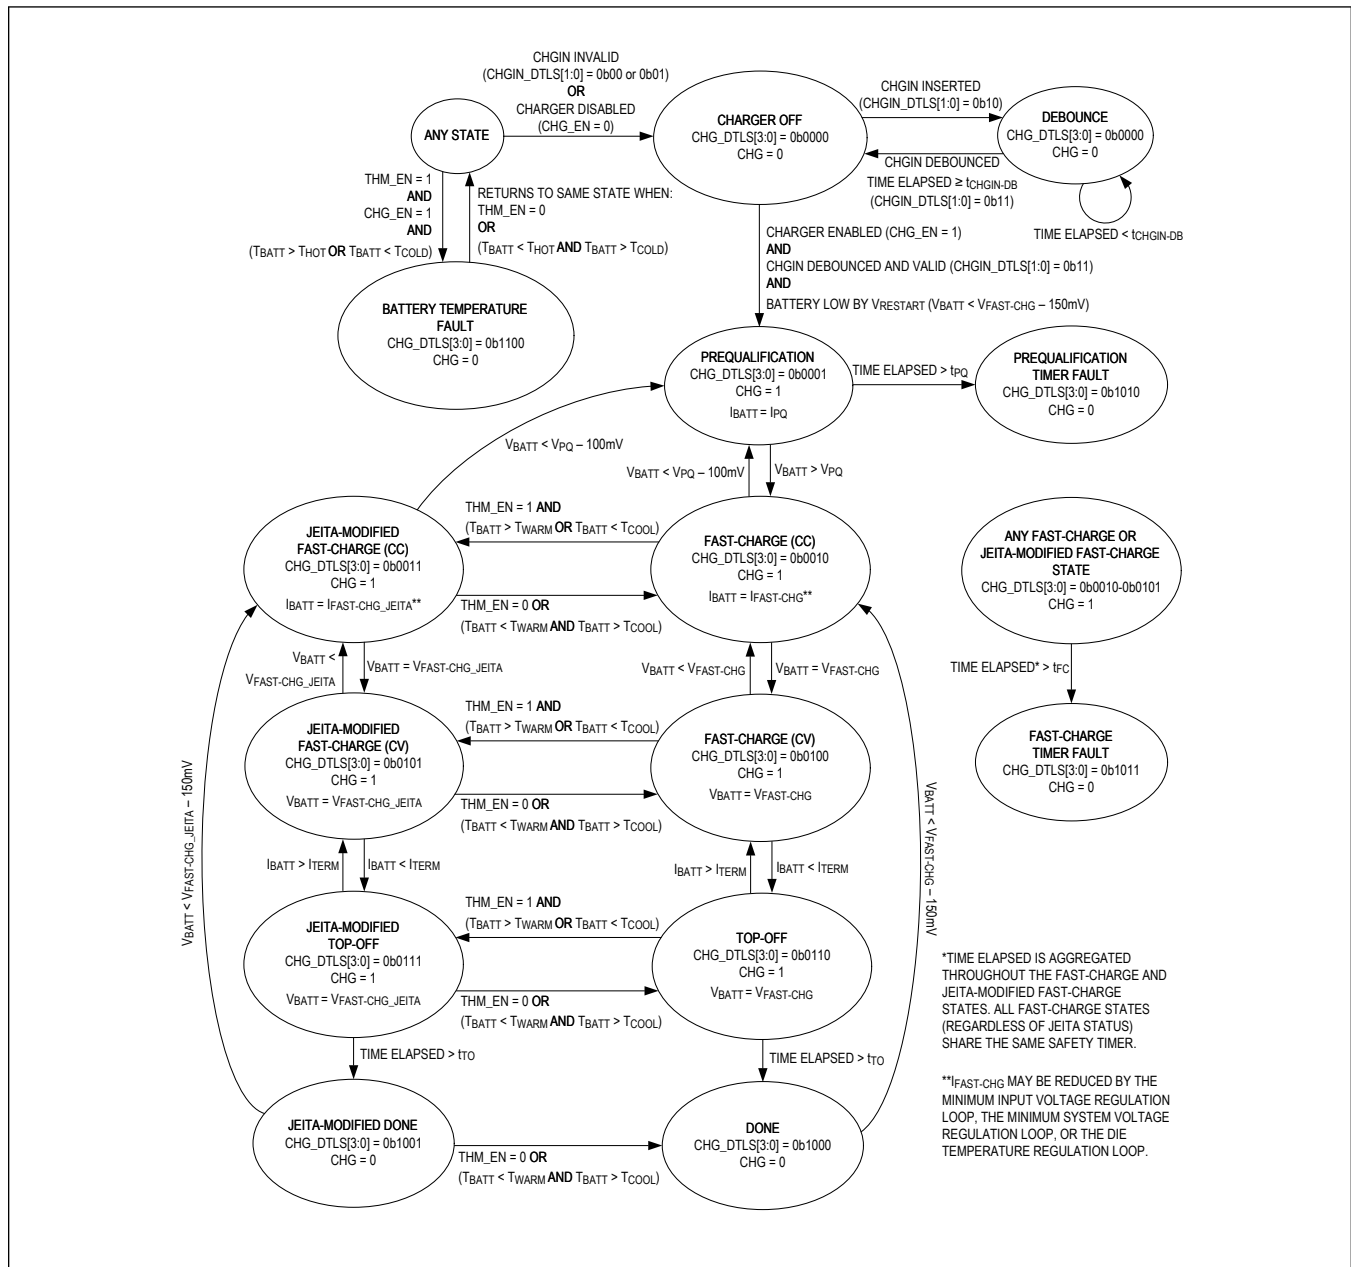 CHGIN INVALID
(CHGIN_DTLS[1:0] = 0b00 or 0b01)
OR
CHARGER DISABLED
(CHG_EN = 0)
ANY STATE
CHARGER OFF
CHG_DTLS[3:0] = 0b0000
CHG = 0
CHGIN INSERTED
(CHGIN_DTLS[1:0] = 0b10)
DEBOUNCE
CHG_DTLS[3:0] = 0b0000
CHG = 0
CHGIN DEBOUNCED
TIME ELAPSED ≥ tCHGIN-DB
(CHGIN_DTLS[1:0] = 0b11)
TIME ELAPSED < tCHGIN-DB
THM_EN = 1
AND
CHG_EN = 1
AND
(TBATT > THOT OR TBATT < TCOLD)
RETURNS TO SAME STATE WHEN:
THM_EN = 0
OR
(TBATT < THOT AND TBATT > TCOLD)
CHARGER ENABLED (CHG_EN = 1)
AND
CHGIN DEBOUNCED AND VALID (CHGIN_DTLS[1:0] = 0b11)
AND
BATTERY LOW BY VRESTART (VBATT < VFAST-CHG – 150mV)
BATTERY TEMPERATURE
FAULT
CHG_DTLS[3:0] = 0b1100
CHG = 0
PREQUALIFICATION
CHG_DTLS[3:0] = 0b0001
CHG = 1
IBATT = IPQ
TIME ELAPSED > tPQ
PREQUALIFICATION
TIMER FAULT
CHG_DTLS[3:0] = 0b1010
CHG = 0
VBATT < VPQ – 100mV
VBATT < VPQ – 100mV
VBATT > VPQ
JEITA-MODIFIED
FAST-CHARGE (CC)
CHG_DTLS[3:0] = 0b0011
CHG = 1
IBATT = IFAST-CHG_JEITA**
THM_EN = 1 AND
(TBATT > TWARM OR TBATT < TCOOL)
THM_EN = 0 OR
(TBATT < TWARM AND TBATT > TCOOL)
FAST-CHARGE (CC)
CHG_DTLS[3:0] = 0b0010
CHG = 1
IBATT = IFAST-CHG**
ANY FAST-CHARGE OR
JEITA-MODIFIED FAST-CHARGE
STATE
CHG_DTLS[3:0] = 0b0010-0b0101
CHG = 1
VBATT <
VFAST-CHG_JEITA
VBATT = VFAST-CHG_JEITA
VBATT < VFAST-CHG
VBATT = VFAST-CHG
TIME ELAPSED* > tFC
JEITA-MODIFIED
FAST-CHARGE (CV)
CHG_DTLS[3:0] = 0b0101
CHG = 1
VBATT = VFAST-CHG_JEITA
THM_EN = 1 AND
(TBATT > TWARM OR TBATT < TCOOL)
THM_EN = 0 OR
(TBATT < TWARM AND TBATT > TCOOL)
FAST-CHARGE (CV)
CHG_DTLS[3:0] = 0b0100
CHG = 1
VBATT = VFAST-CHG
FAST-CHARGE
TIMER FAULT
CHG_DTLS[3:0] = 0b1011
CHG = 0
VBATT < VFAST-CHG_JEITA – 150mV
VBATT < VFAST-CHG – 150mV
IBATT > ITERM
IBATT < ITERM
IBATT > ITERM
IBATT < ITERM
JEITA-MODIFIED
TOP-OFF
CHG_DTLS[3:0] = 0b0111
CHG = 1
VBATT = VFAST-CHG_JEITA
THM_EN = 1 AND
(TBATT > TWARM OR TBATT < TCOOL)
THM_EN = 0 OR
(TBATT < TWARM AND TBATT > TCOOL)
TOP-OFF
CHG_DTLS[3:0] = 0b0110
CHG = 1
VBATT = VFAST-CHG
TIME ELAPSED > tTO
TIME ELAPSED > tTO
JEITA-MODIFIED DONE
CHG_DTLS[3:0] = 0b1001
CHG = 0
THM_EN = 0 OR
(TBATT < TWARM AND TBATT > TCOOL)
DONE
CHG_DTLS[3:0] = 0b1000
CHG = 0
*TIME ELAPSED IS AGGREGATED
THROUGHOUT THE FAST-CHARGE AND
JEITA-MODIFIED FAST-CHARGE
STATES. ALL FAST-CHARGE STATES
(REGARDLESS OF JEITA STATUS)
SHARE THE SAME SAFETY TIMER.
**IFAST-CHG MAY BE REDUCED BY THE
MINIMUM INPUT VOLTAGE REGULATION
LOOP, THE MINIMUM SYSTEM VOLTAGE
REGULATION LOOP, OR THE DIE
TEMPERATURE REGULATION LOOP.